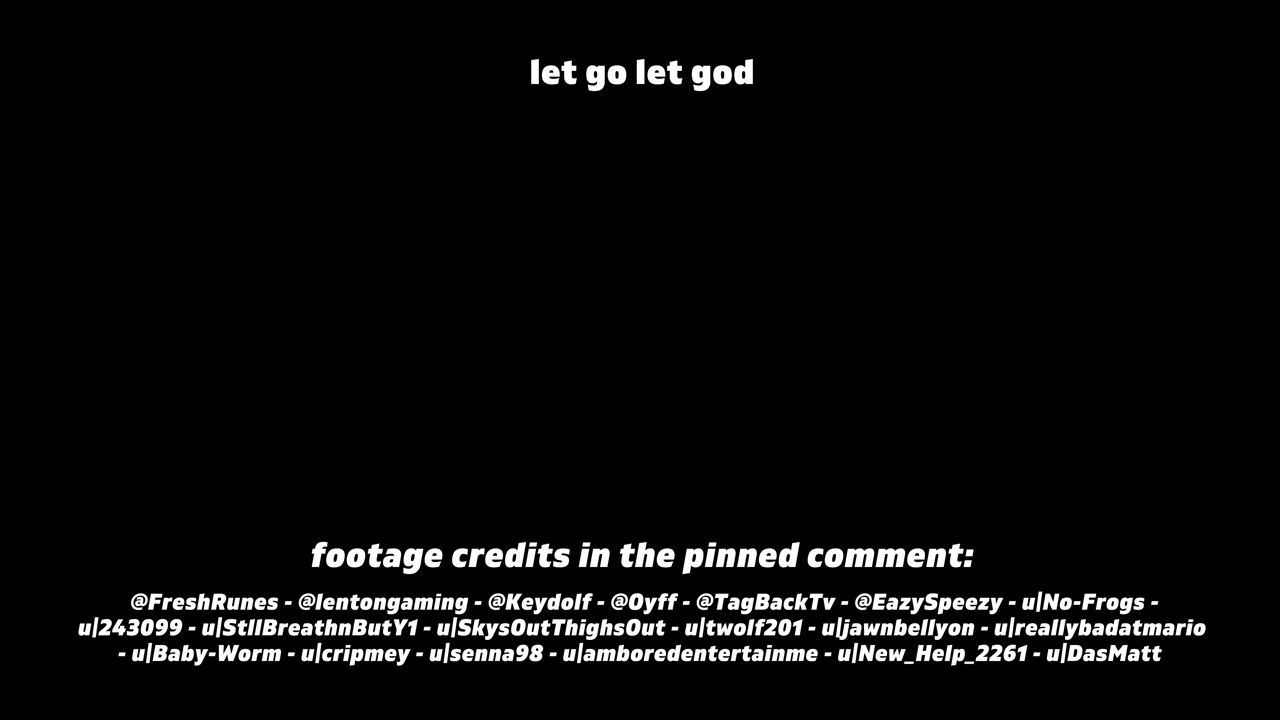 let go let god
footage credits in the pinned comment:
@FreshRunes - @lentongaming - @Keydolf - @Oyff - @TagBackTv - @EazySpeezy - u|No-Frogs -
u|243099 - u|StllBreathnButY1 - u|SkysOutThighsOut - u|twolf201 - u|jawnbellyon - u|reallybadatmario
- u|Baby-Worm - u|cripmey - u|senna98 - u|amboredentertainme - u|New_Help_2261 - u|DasMatt